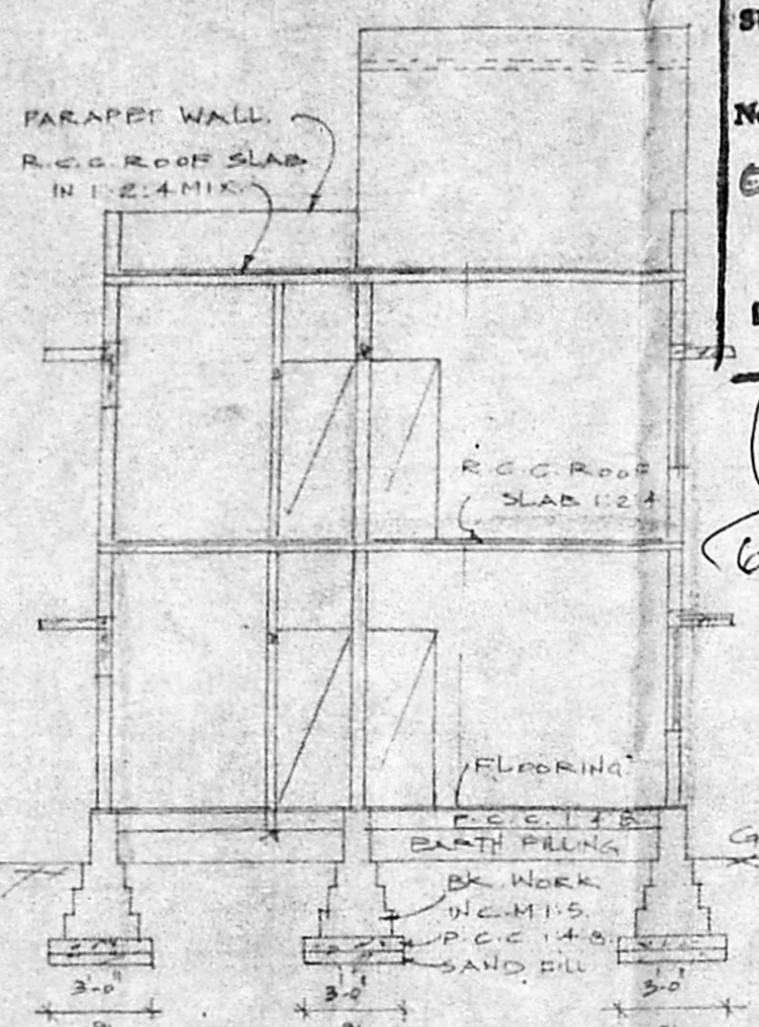 PARAPET WALL.
R.C.C. ROOF SLAB
IN 1:2:4 MIX.
R.C.C. ROOF
SLAB 1:2:4
FLOORING
P.C.C. 1:4:8
EARTH FILLING
G
BK. WORK
IN C.M 1:5.
P.C.C 1:4:8.
SAND FILL
3'-0"
3'-0"
3'-0"